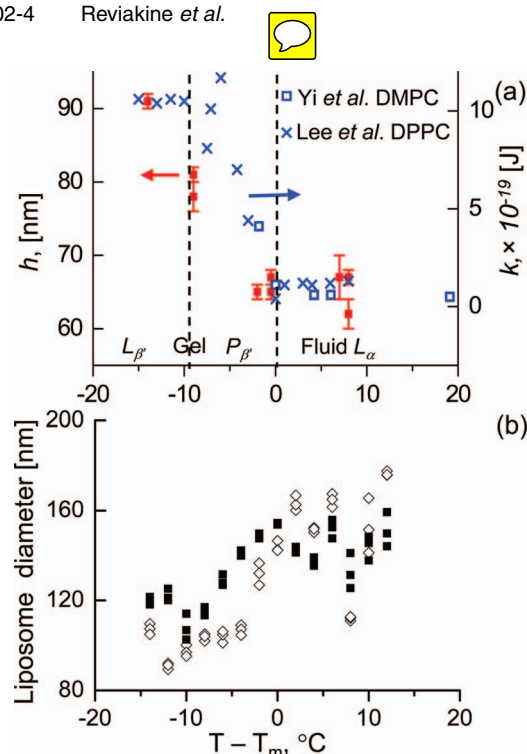 02-4 Reviakine et al.
(a)
Yi et al. DMPC
Lee et al. DPPC
90
80
70
60
h, [nm]
10
5
0
k, × 10⁻¹⁹ [J]
Lβ' Gel Pβ' Fluid Lα
-20 -10 0 10 20
(b)
200
160
120
80
Liposome diameter [nm]
-20 -10 0 10 20
T – Tm, °C